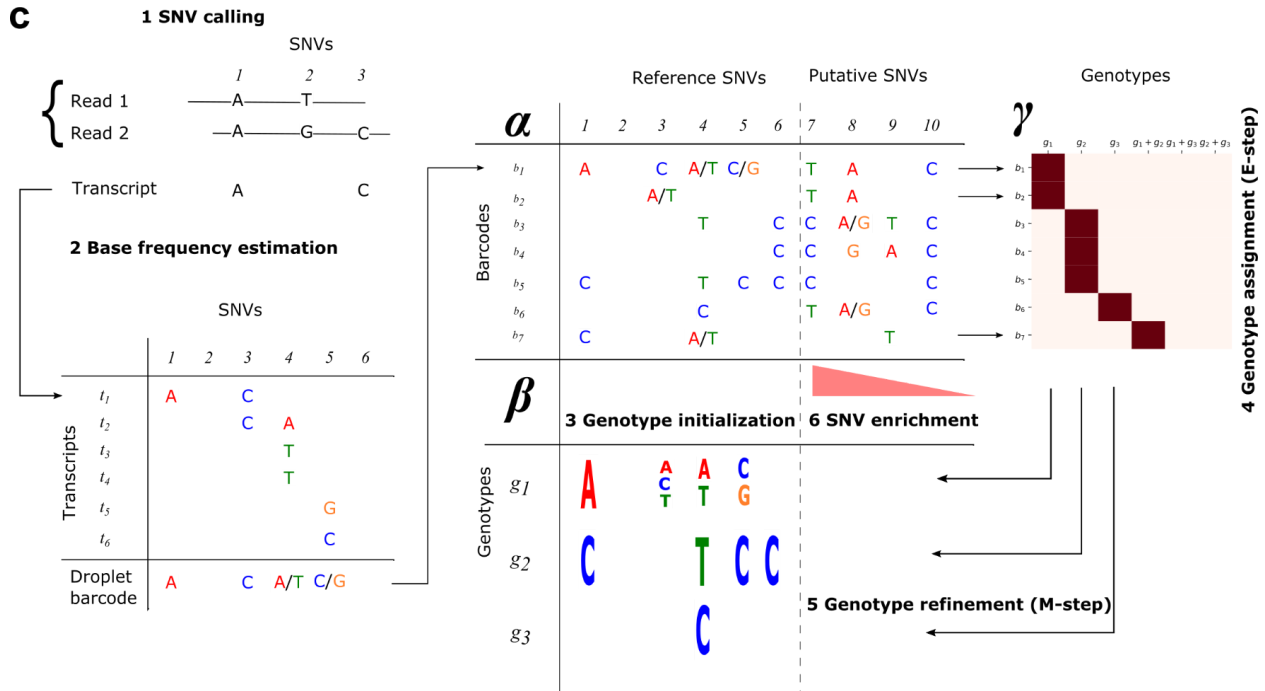 c
1 SNV calling
SNVs
1 2 3
Read 1 A T
Read 2 A G C
Transcript A C
2 Base frequency estimation
SNVs
1 2 3 4 5 6
Transcripts
t1 A C
t2 C A
t3 T
t4 T
t5 G
t6 C
Droplet barcode A C A/T C/G
Reference SNVs Putative SNVs
α 1 2 3 4 5 6 7 8 9 10
Barcodes
b1 A C A/T C/G T A C
b2 A/T T A
b3 T C C A/G T C
b4 C C G A C
b5 C T C C C C
b6 C T A/G C
b7 C A/T T
Genotypes
γ
g1 g2 g3 g1 + g2 g1 + g3 g2 + g3
b1
b2
b3
b4
b5
b6
b7
4 Genotype assignment (E-step)
β
3 Genotype initialization
6 SNV enrichment
Genotypes
g1 A A C T A T C G
g2 C T C C
g3 C
5 Genotype refinement (M-step)